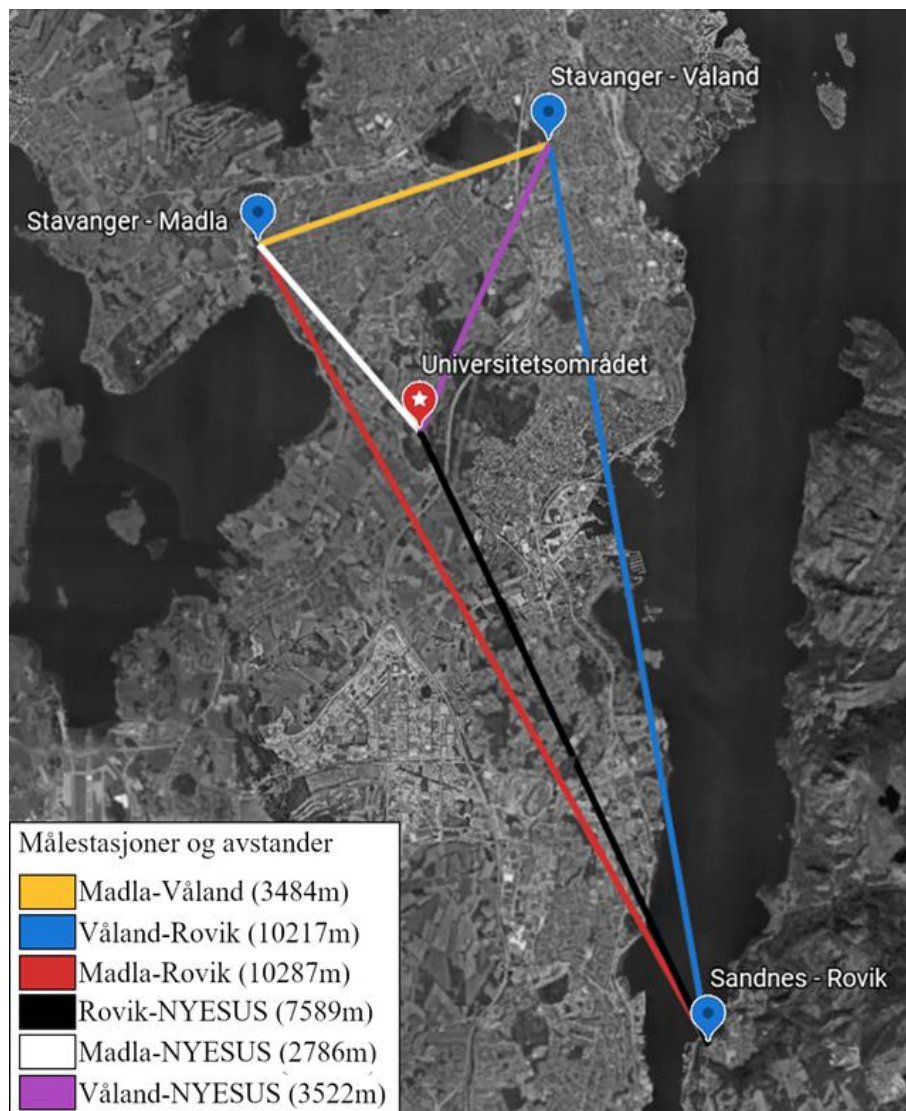 Stavanger - Våland
Stavanger - Madla
Universitetsområdet
Sandnes - Rovik
Målestasjoner og avstander
Madla-Våland (3484m)
Våland-Rovik (10217m)
Madla-Rovik (10287m)
Rovik-NYESUS (7589m)
Madla-NYESUS (2786m)
Våland-NYESUS (3522m)